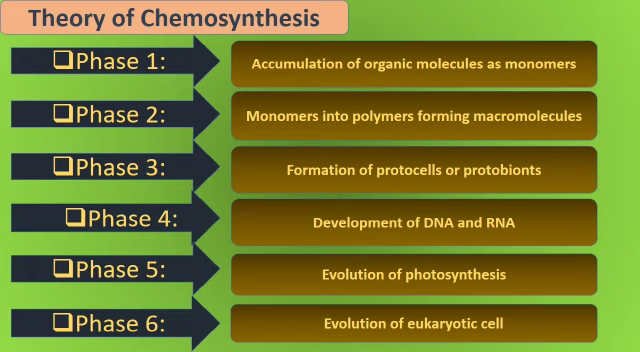 Theory of Chemosynthesis
❑Phase 1:
Accumulation of organic molecules as monomers
❑Phase 2:
Monomers into polymers forming macromolecules
❑Phase 3:
Formation of protocells or protobionts
❑Phase 4:
Development of DNA and RNA
❑Phase 5:
Evolution of photosynthesis
❑Phase 6:
Evolution of eukaryotic cell